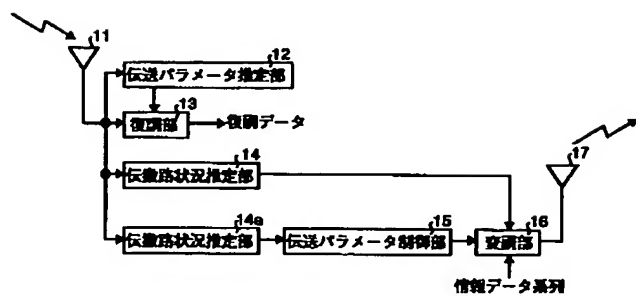 11
12
伝送パラメータ推定部
13
復調部
復調データ
14
伝搬路状況推定部
17
14a
伝搬路状況推定部
15
伝送パラメータ制御部
16
変調部
情報データ系列